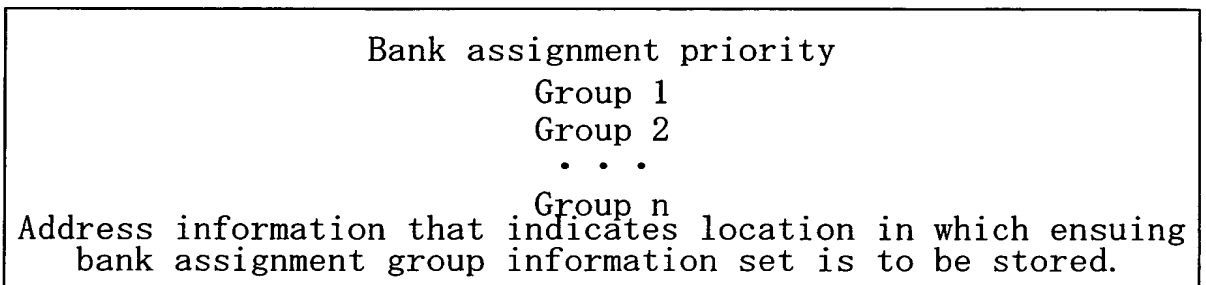 Bank assignment priority
Group 1
Group 2
· · ·
Group n
Address information that indicates location in which ensuing
bank assignment group information set is to be stored.